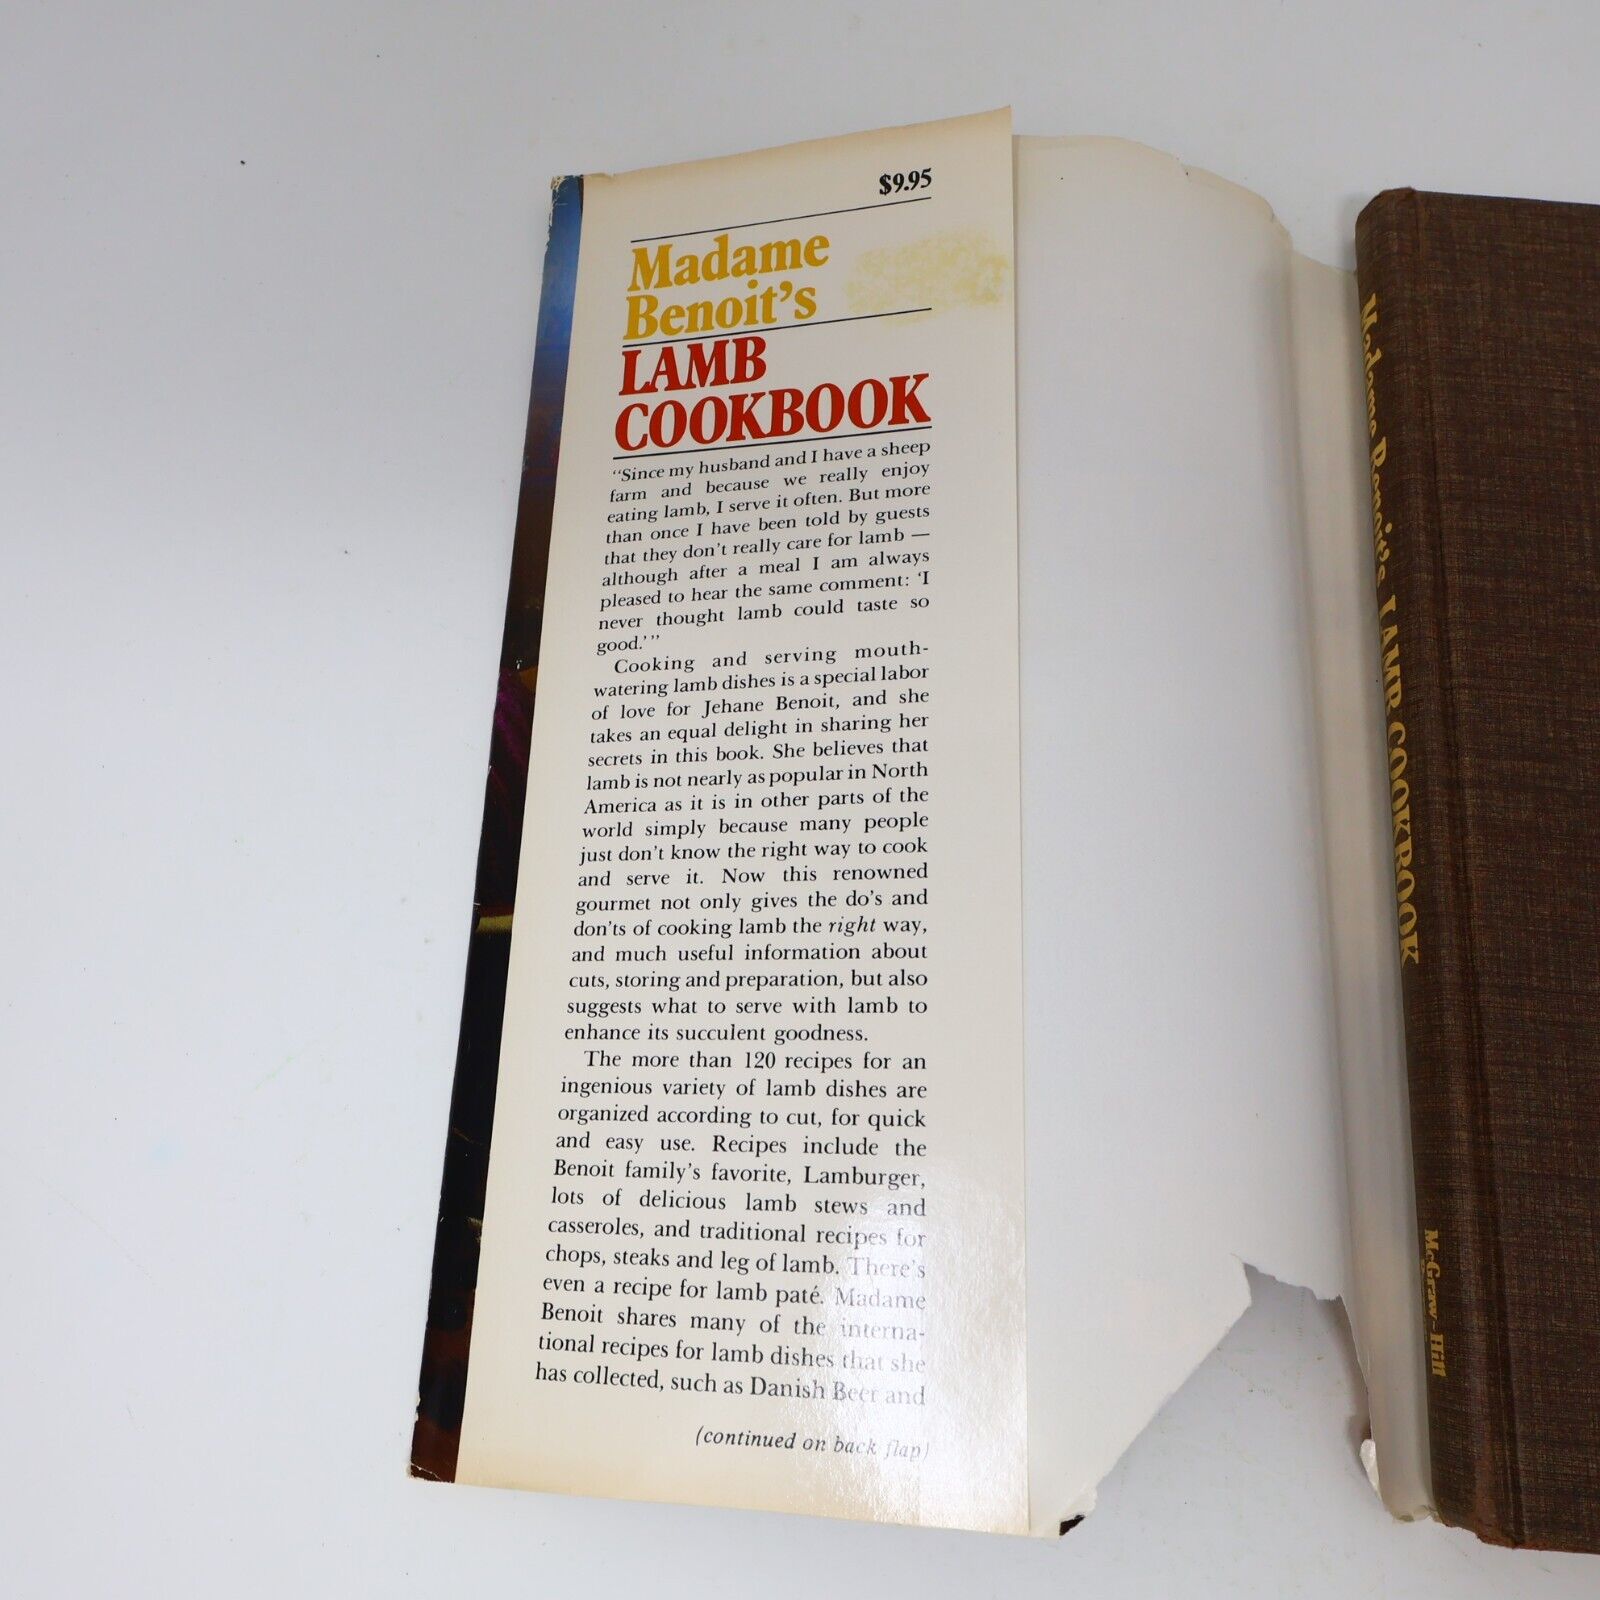 $9.95
Madame
Benoit's
LAMB
COOKBOOK
"Since my husband and I have a sheep
farm and because we really enjoy
eating lamb, I serve it often. But more
than once I have been told by guests
that they don't really care for lamb —
although after a meal I am always
pleased to hear the same comment: 'I
never thought lamb could taste so
good.'"
Cooking and serving mouth-
watering lamb dishes is a special labor
of love for Jehane Benoit, and she
takes an equal delight in sharing her
secrets in this book. She believes that
lamb is not nearly as popular in North
America as it is in other parts of the
world simply because many people
just don't know the right way to cook
and serve it. Now this renowned
gourmet not only gives the do's and
don'ts of cooking lamb the right way,
and much useful information about
cuts, storing and preparation, but also
suggests what to serve with lamb to
enhance its succulent goodness.
The more than 120 recipes for an
ingenious variety of lamb dishes are
organized according to cut, for quick
and easy use. Recipes include the
Benoit family's favorite, Lamburger,
lots of delicious lamb stews and
casseroles, and traditional recipes for
chops, steaks and leg of lamb. There's
even a recipe for lamb paté. Madame
Benoit shares many of the interna-
tional recipes for lamb dishes that she
has collected, such as Danish Beer and
(continued on back flap)
Madame Benoit's LAMB COOKBOOK
McGraw-Hill